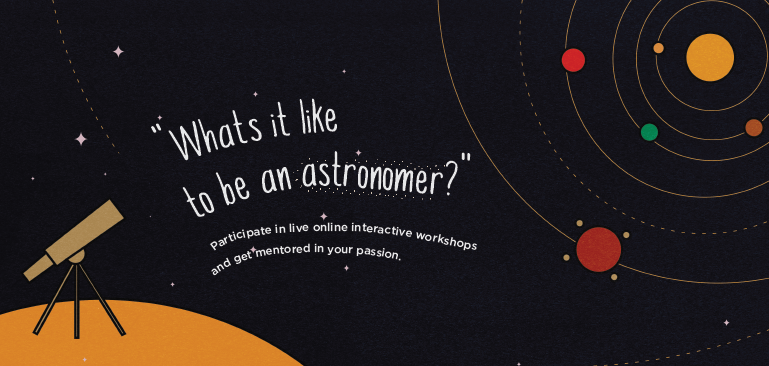 "Whats it like
to be an astronomer?"
Participate in live online interactive workshops
and get mentored in your passion.